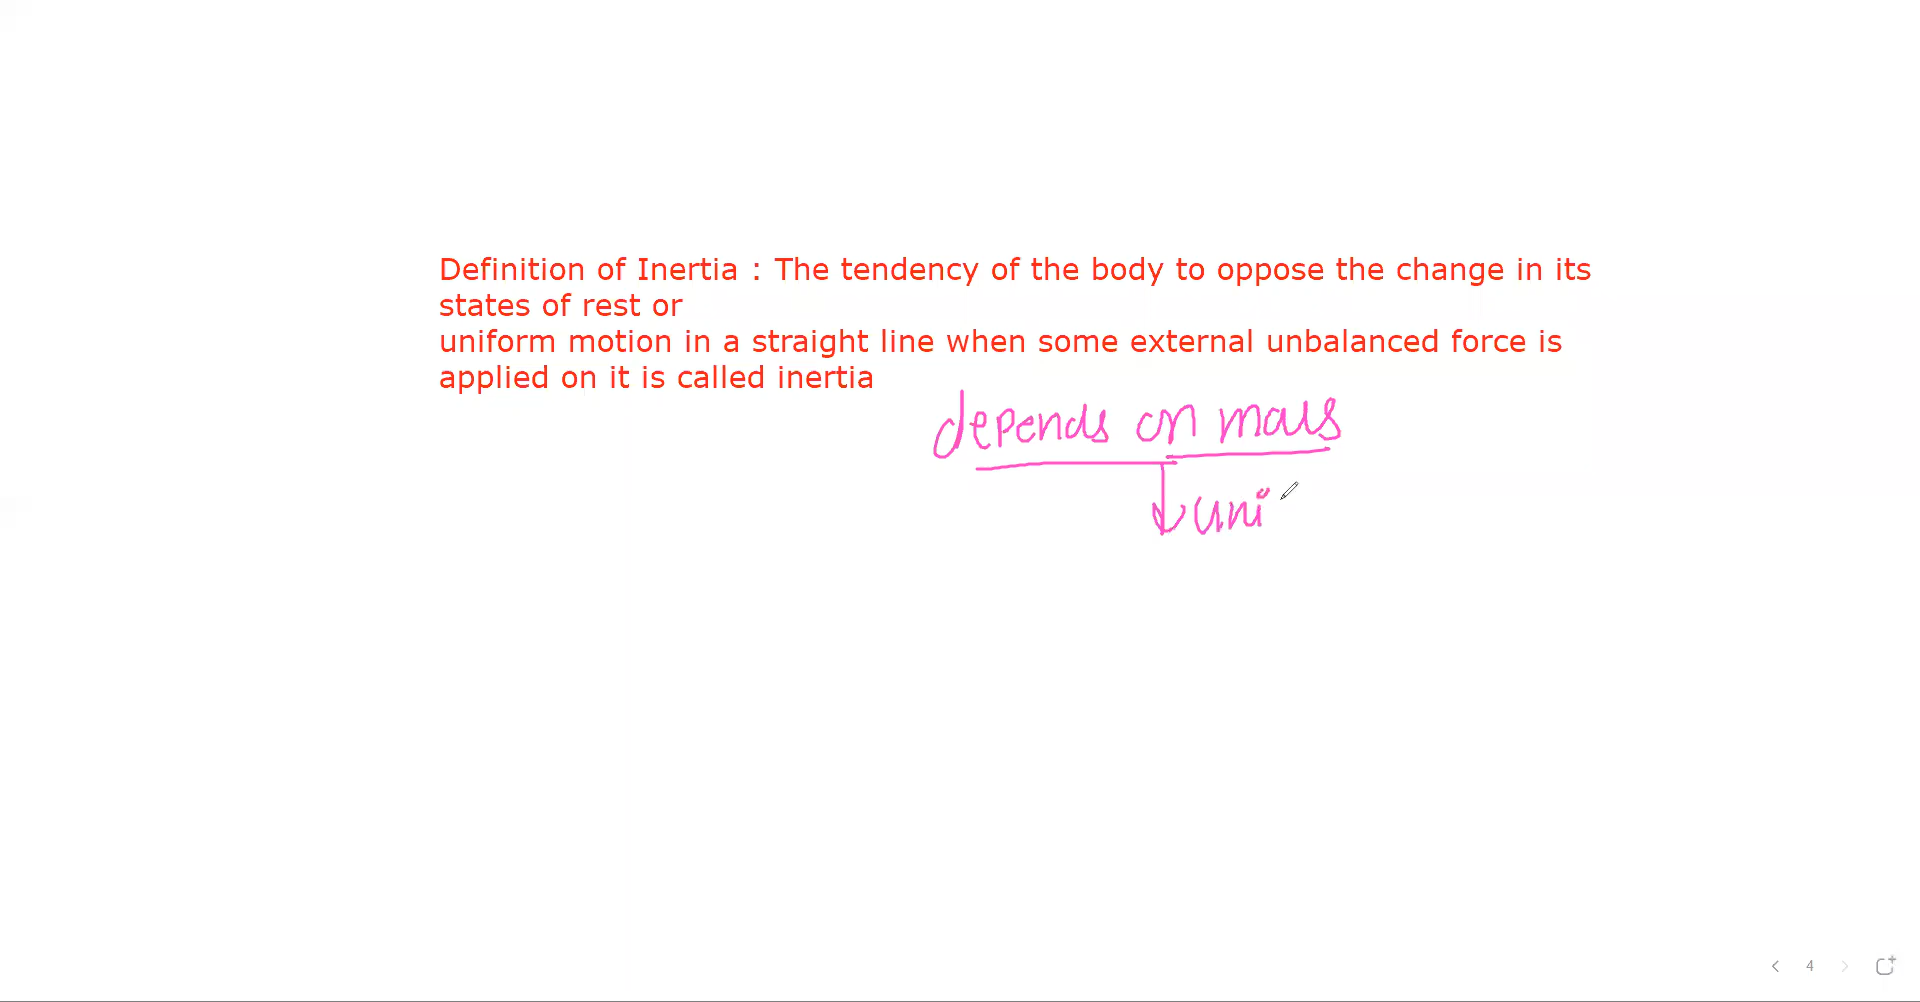 Definition of Inertia : The tendency of the body to oppose the change in its
states of rest or
uniform motion in a straight line when some external unbalanced force is
applied on it is called inertia
depends on mass
uni
4